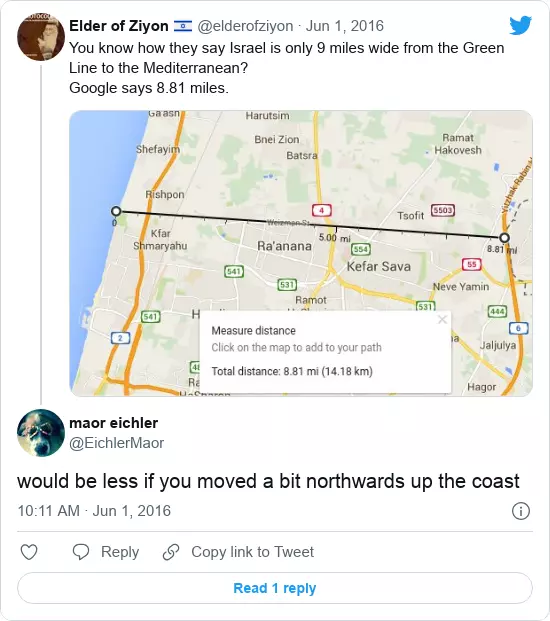 Elder of Ziyon 🇮🇱 @elderofziyon · Jun 1, 2016
You know how they say Israel is only 9 miles wide from the Green
Line to the Mediterranean?
Google says 8.81 miles.
Ga'ash
Harutsim
Shefayim
Bnei Zion
Batsra
Ramat
Hakovesh
Yitzhak Rabin
Rishpon
4
Tsofit
5503
0
Weizman St
Kfar
Shmaryahu
Ra'anana
5.00 mi
554
8.81 mi
541
531
Kefar Sava
55
Neve Yamin
Ramot
541
H
531
444
2
6
Measure distance
Click on the map to add to your path
Total distance: 8.81 mi (14.18 km)
Jaljulya
48
Ra
HaSharon
Hagor
maor eichler
@EichlerMaor
would be less if you moved a bit northwards up the coast
10:11 AM · Jun 1, 2016
Reply
Copy link to Tweet
Read 1 reply